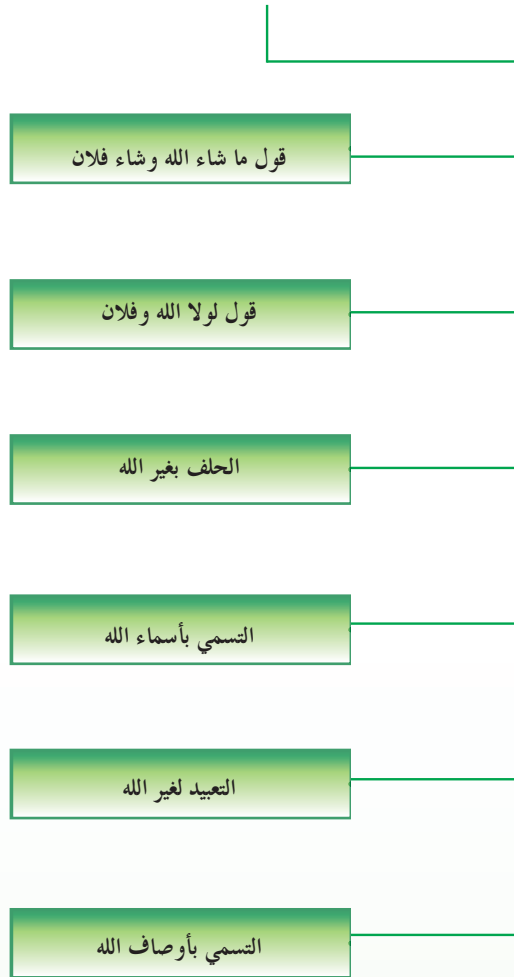 قول ما شاء الله وشاء فلان
قول لولا الله وفلان
الحلف بغير الله
التسمي بأسماء الله
التعبيد لغير الله
التسمي بأوصاف الله